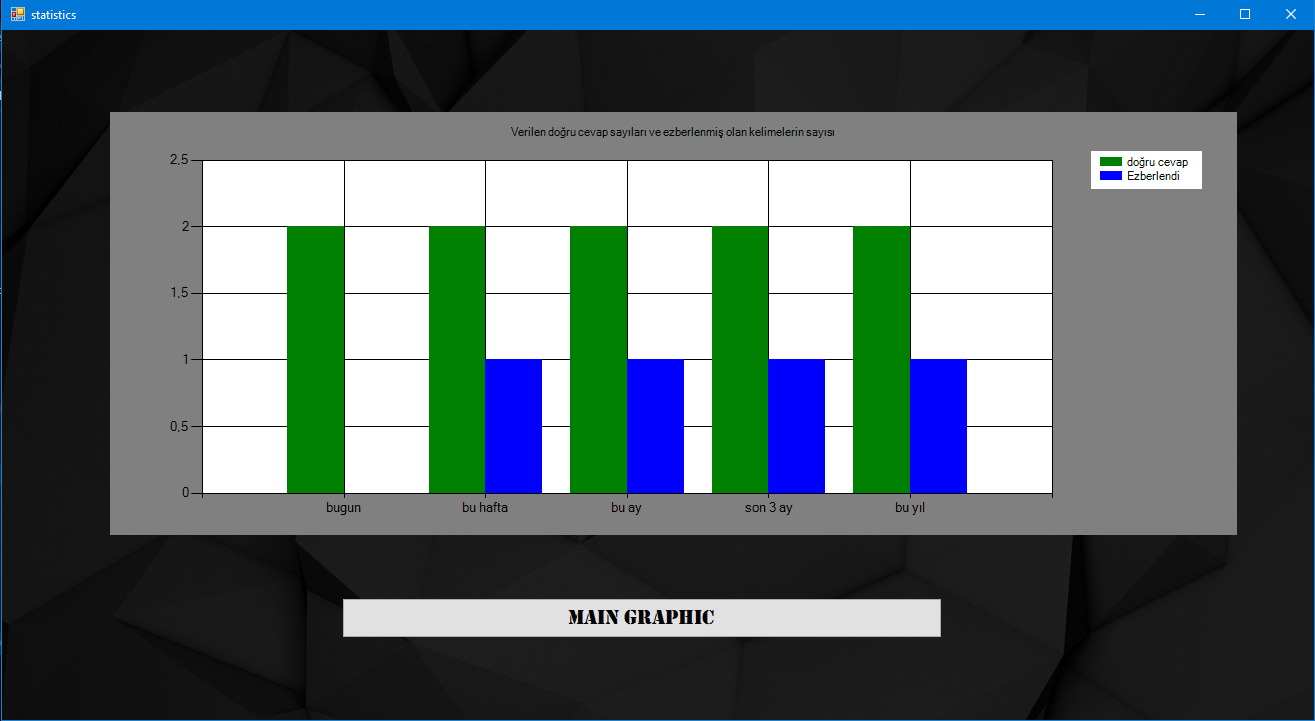 statistics
Verilen doğru cevap sayıları ve ezberlenmiş olan kelimelerin sayısı
doğru cevap
Ezberlendi
2,5
2
1,5
1
0,5
0
bugun
bu hafta
bu ay
son 3 ay
bu yıl
MAIN GRAPHIC